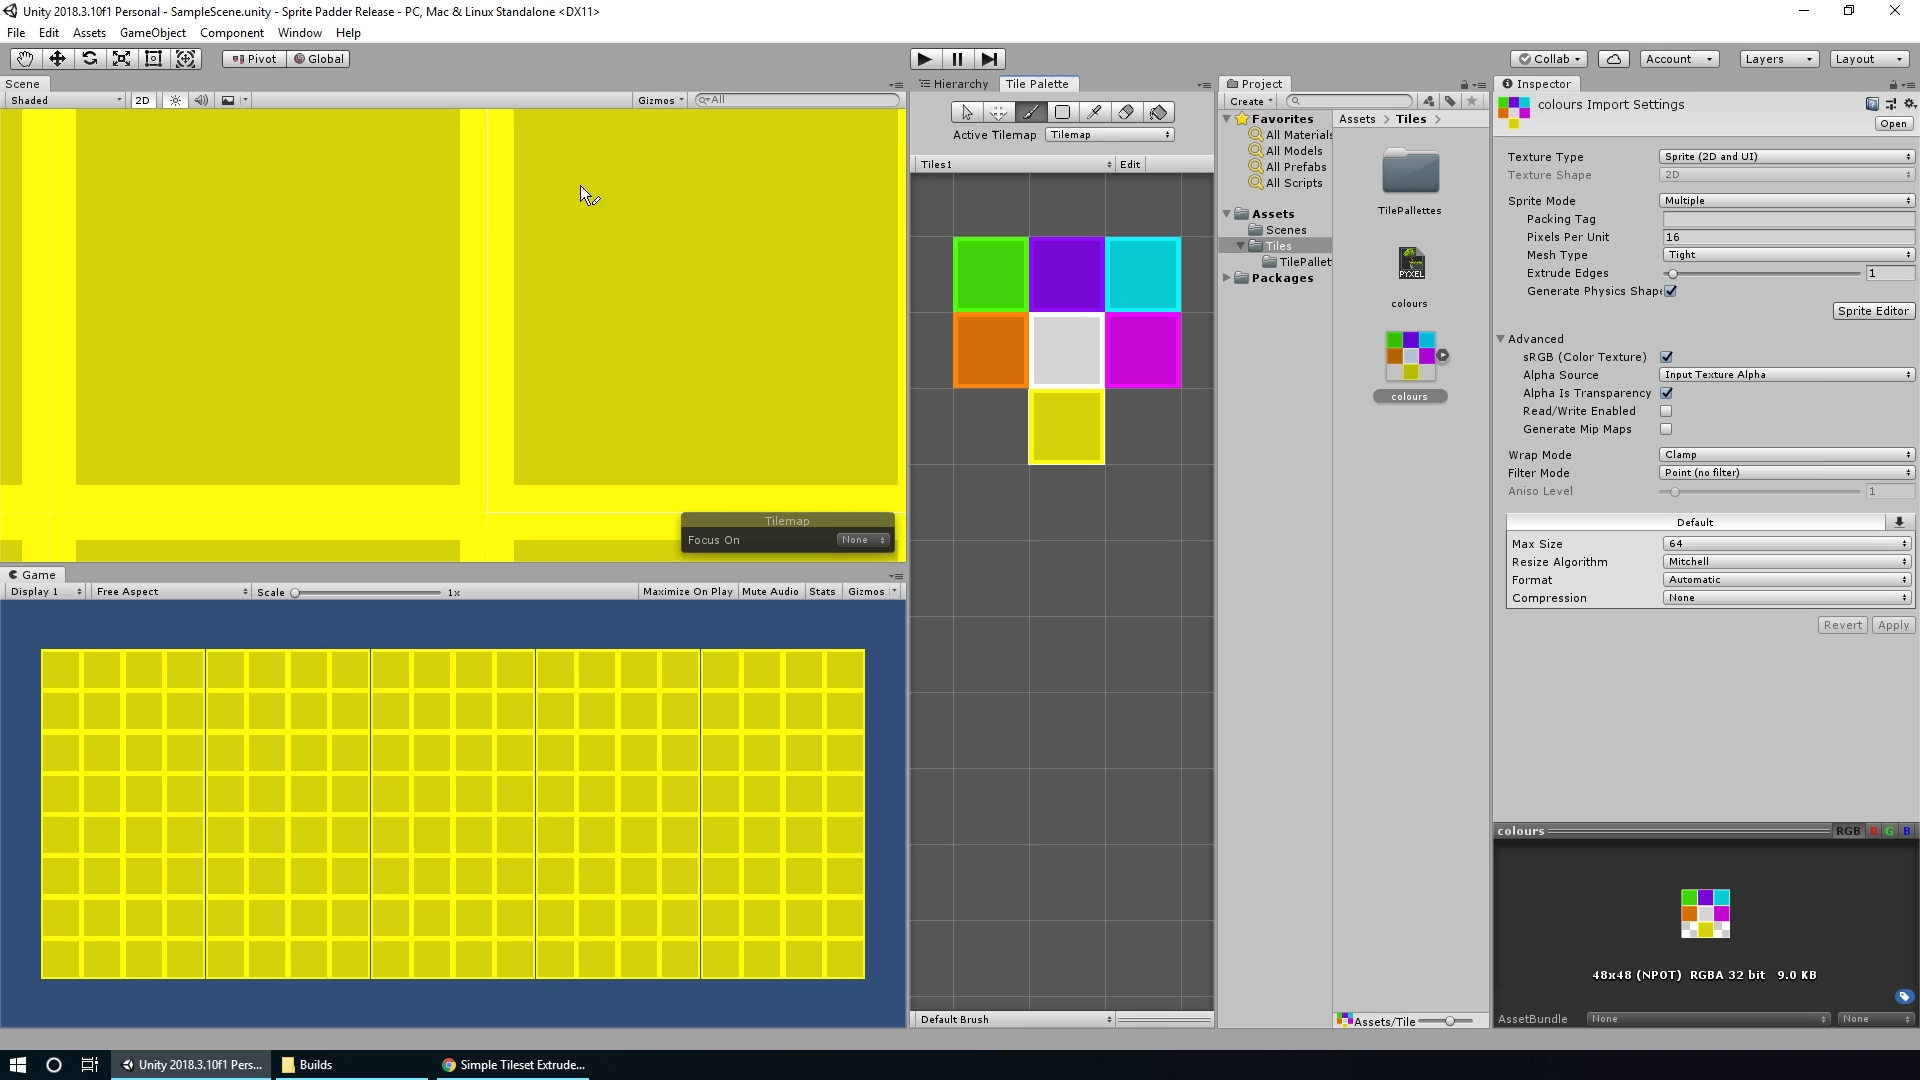 Unity 2018.3.10f1 Personal - SampleScene.unity - Sprite Padder Release - PC, Mac & Linux Standalone <DX11>
File Edit Assets GameObject Component Window Help
Pivot Global Collab Account Layers Layout
Scene
Shaded 2D Gizmos All
Tilemap
Focus On None
Game
Display 1 Free Aspect Scale 1x Maximize On Play Mute Audio Stats Gizmos
Hierarchy Tile Palette
Active Tilemap Tilemap
Tiles1 Edit
Default Brush
Project
Create
Favorites
All Materials
All Models
All Prefabs
All Scripts
Assets
Scenes
Tiles
TilePallet
Packages
Assets > Tiles >
TilePallettes
PYXEL
colours
colours
Assets/Tile
Inspector
colours Import Settings
Open
Texture Type Sprite (2D and UI)
Texture Shape 2D
Sprite Mode Multiple
Packing Tag
Pixels Per Unit 16
Mesh Type Tight
Extrude Edges 1
Generate Physics Shape
Sprite Editor
Advanced
sRGB (Color Texture)
Alpha Source Input Texture Alpha
Alpha Is Transparency
Read/Write Enabled
Generate Mip Maps
Wrap Mode Clamp
Filter Mode Point (no filter)
Aniso Level 1
Default
Max Size 64
Resize Algorithm Mitchell
Format Automatic
Compression None
Revert Apply
colours RGB R G B
48x48 (NPOT) RGBA 32 bit 9.0 KB
AssetBundle None None
Unity 2018.3.10f1 Pers... Builds Simple Tileset Extrude...